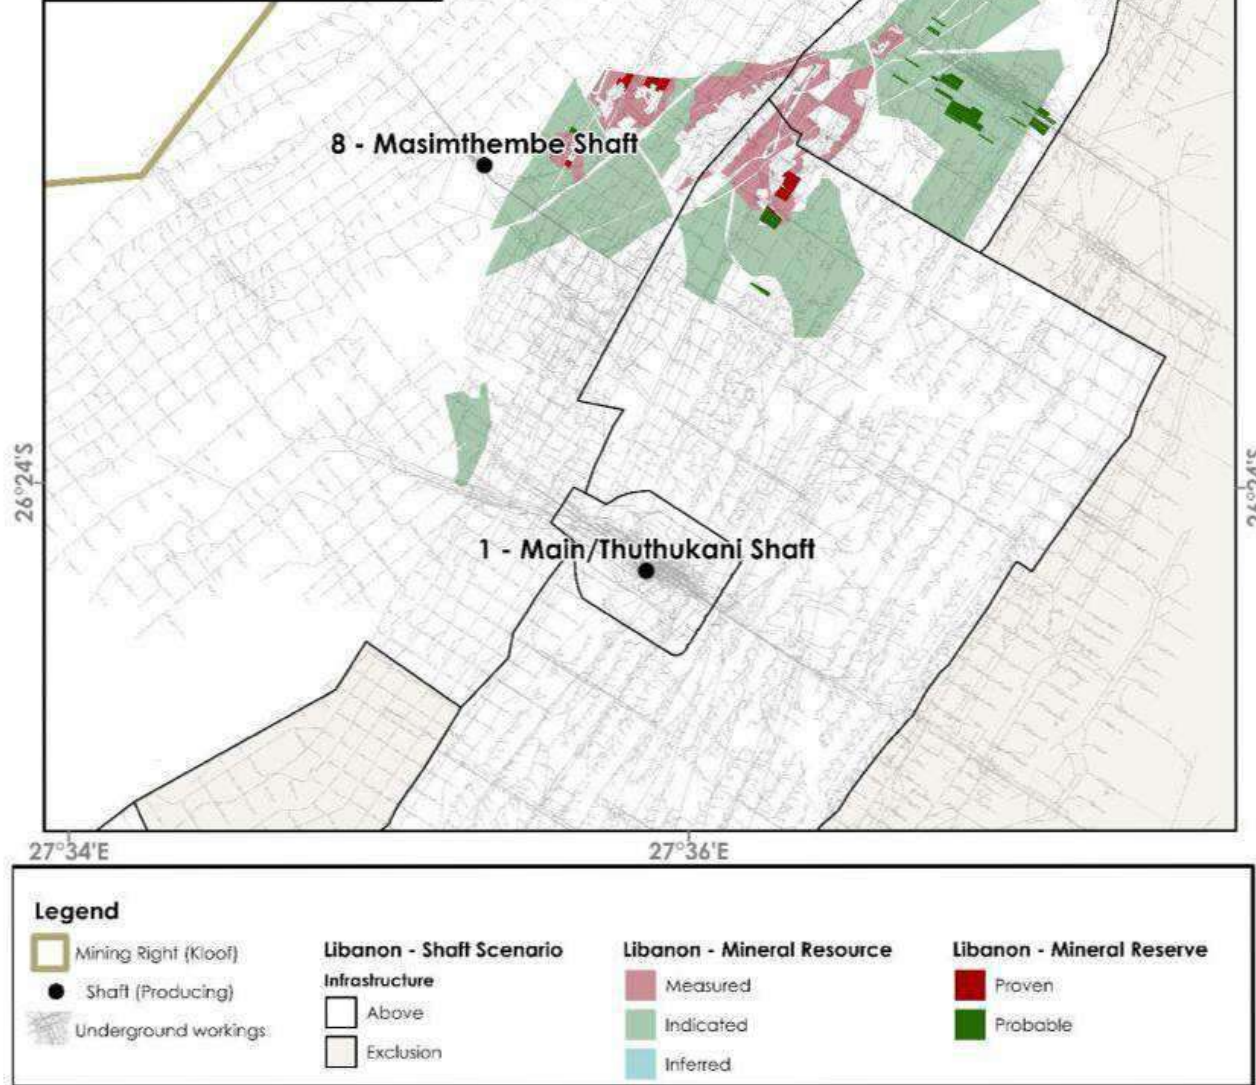 8 - Masimthembe Shaft
26°24'S
26°24'S
1 - Main/Thuthukani Shaft
27°34'E
27°36'E
Legend
Mining Right (Kloof)
Shaft (Producing)
Underground workings
Libanon - Shaft Scenario
Infrastructure
Above
Exclusion
Libanon - Mineral Resource
Measured
Indicated
Inferred
Libanon - Mineral Reserve
Proven
Probable